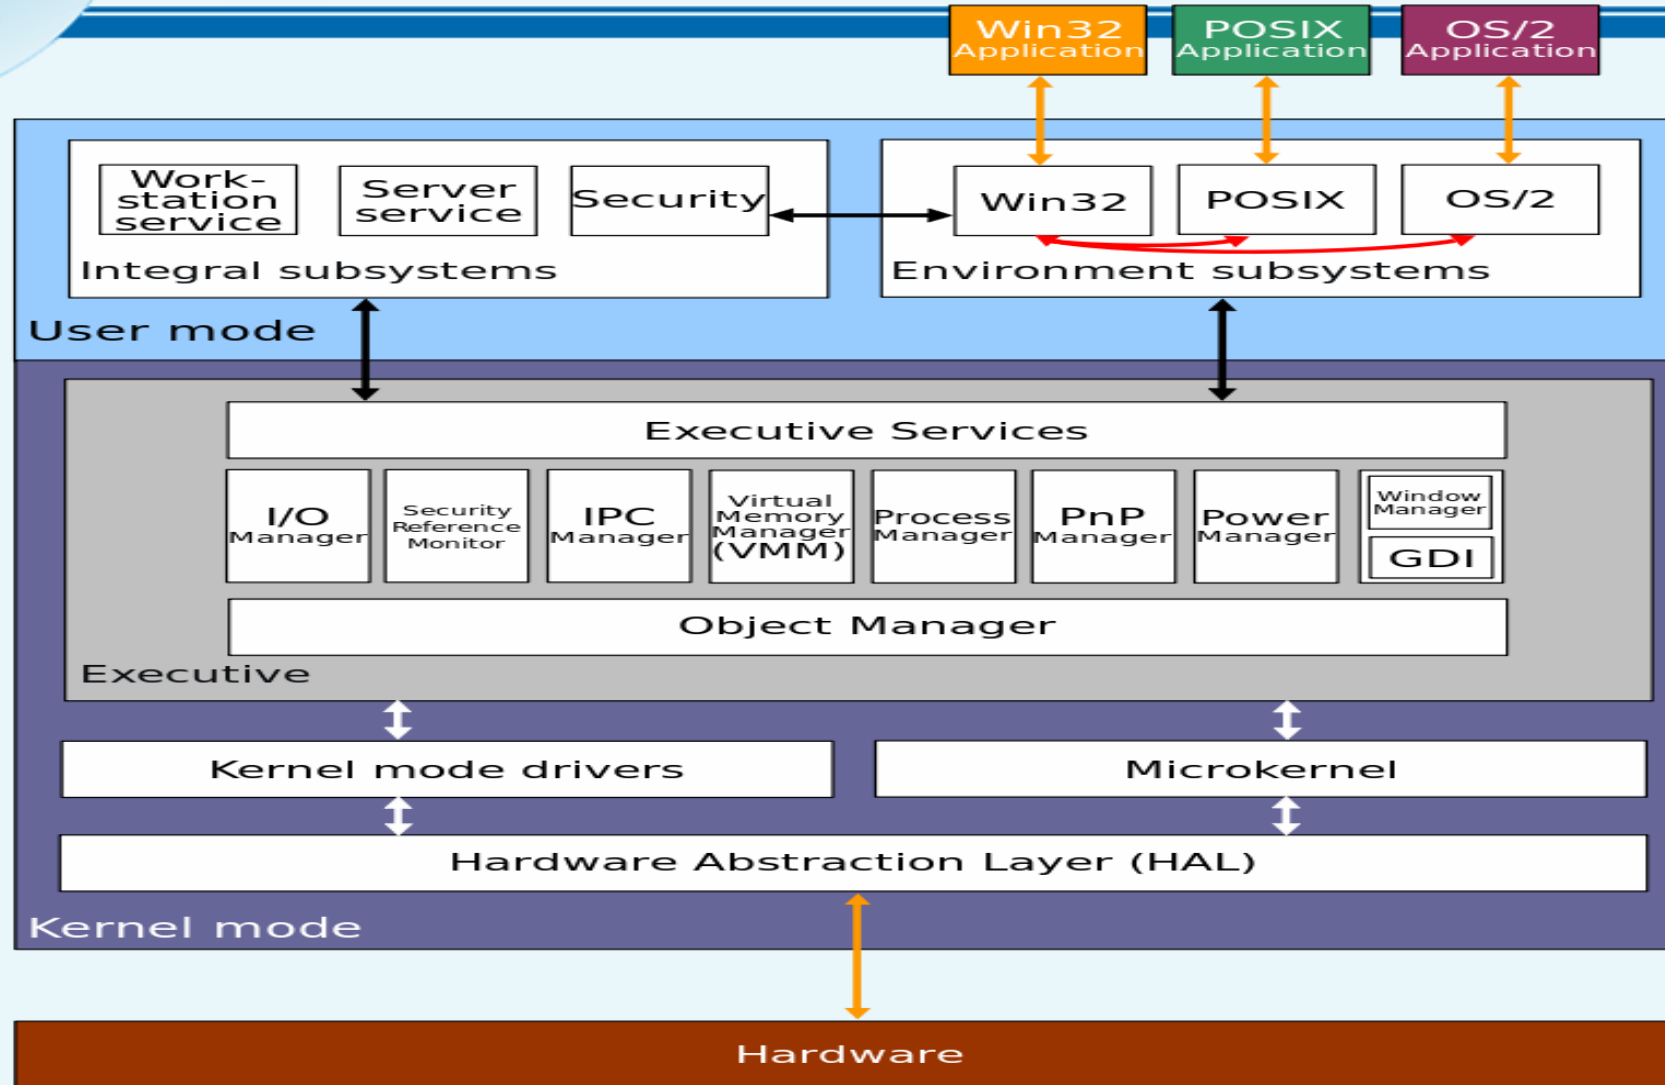 Win32
Application
POSIX
Application
OS/2
Application
Work-
station
service
Server
service
Security
Integral subsystems
Win32
POSIX
OS/2
Environment subsystems
User mode
Executive Services
I/O
Manager
Security
Reference
Monitor
IPC
Manager
Virtual
Memory
Manager
(VMM)
Process
Manager
PnP
Manager
Power
Manager
Window
Manager
GDI
Object Manager
Executive
Kernel mode drivers
Microkernel
Hardware Abstraction Layer (HAL)
Kernel mode
Hardware